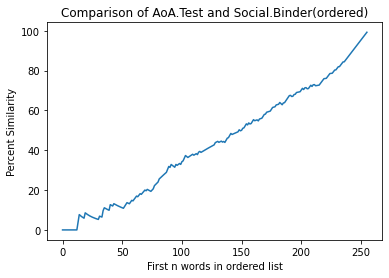 Comparison of AoA.Test and Social.Binder(ordered)
100
80
60
40
20
0
Percent Similarity
0 50 100 150 200 250
First n words in ordered list